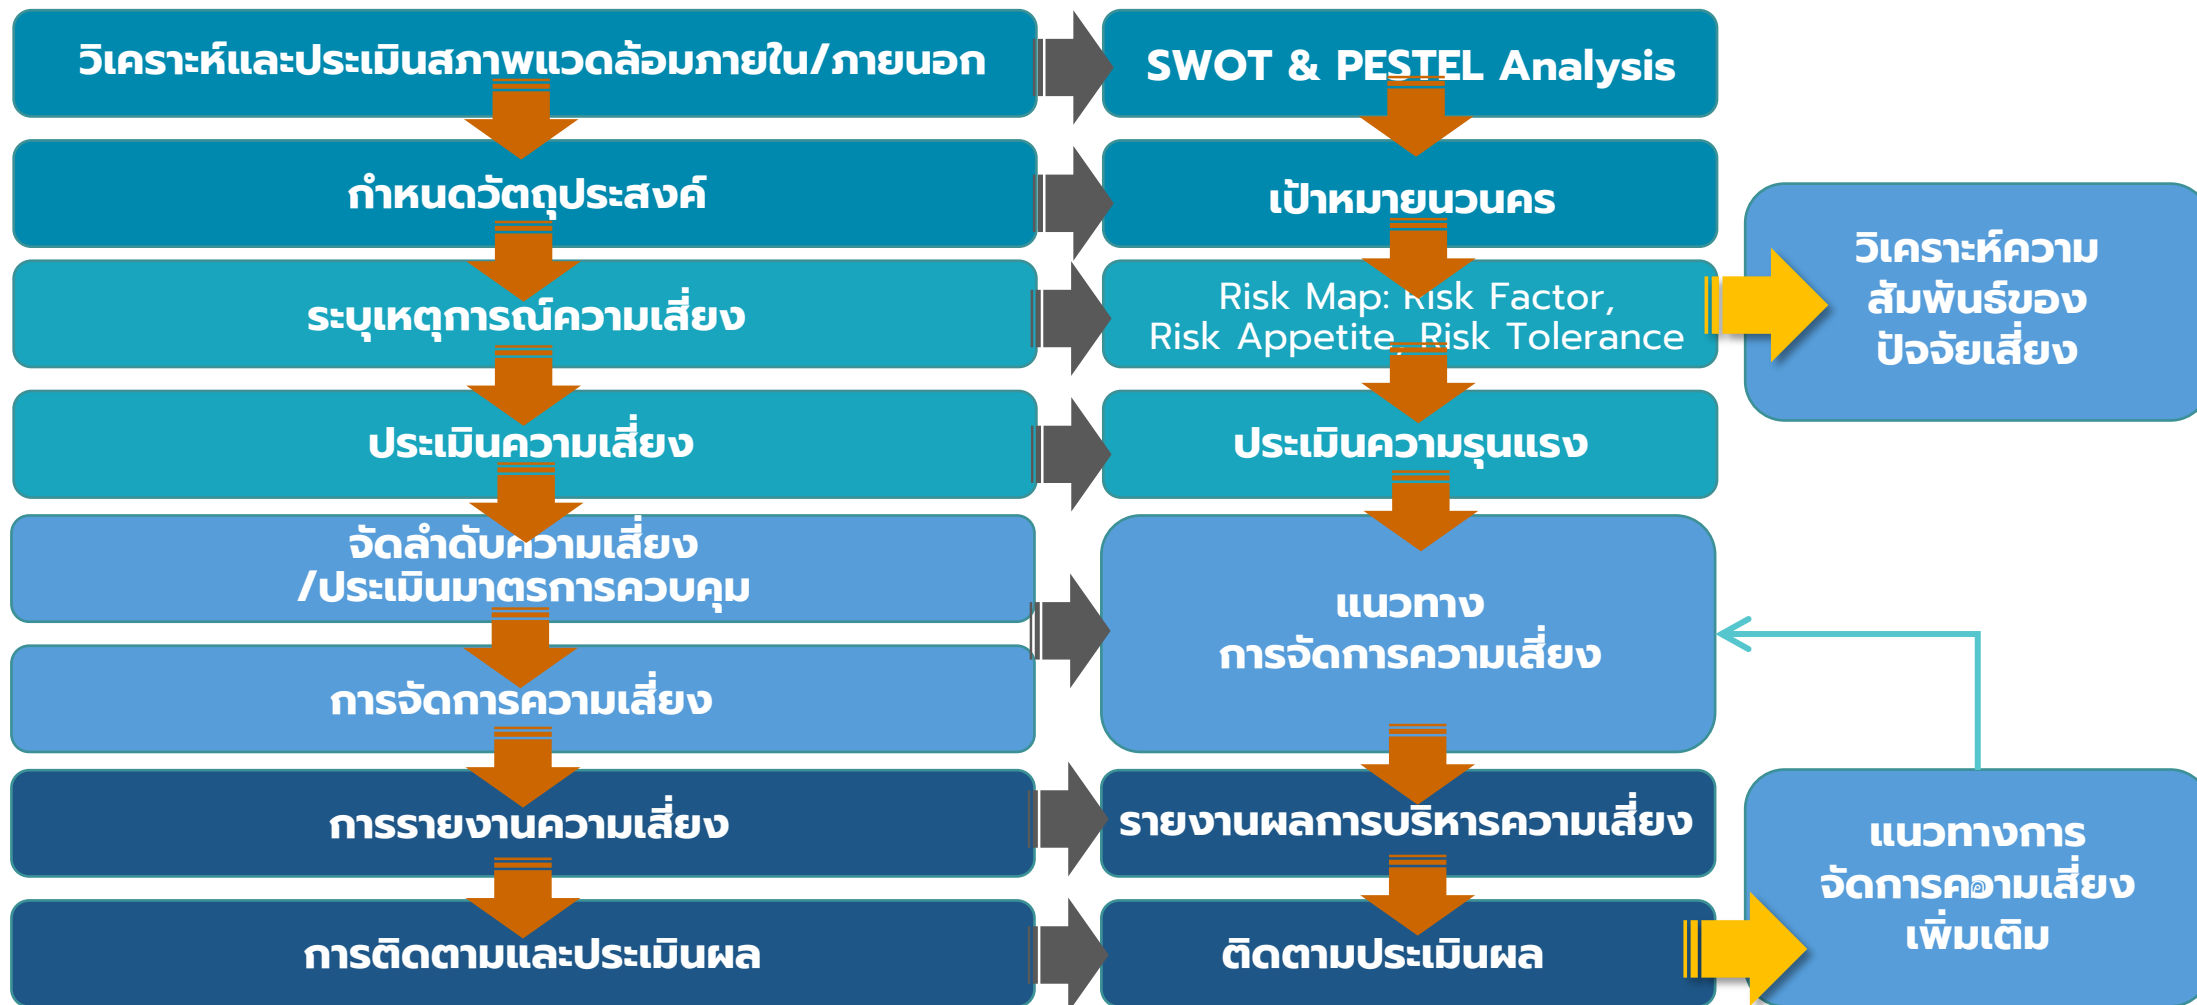 วิเคราะห์และประเมินสภาพแวดล้อมภายใน/ภายนอก
SWOT & PESTEL Analysis
กำหนดวัตถุประสงค์
เป้าหมายนวนคร
ระบุเหตุการณ์ความเสี่ยง
Risk Map: Risk Factor,
Risk Appetite, Risk Tolerance
วิเคราะห์ความ
สัมพันธ์ของ
ปัจจัยเสี่ยง
ประเมินความเสี่ยง
ประเมินความรุนแรง
จัดลำดับความเสี่ยง
/ประเมินมาตรการควบคุม
แนวทาง
การจัดการความเสี่ยง
การจัดการความเสี่ยง
การรายงานความเสี่ยง
รายงานผลการบริหารความเสี่ยง
แนวทางการ
จัดการความเสี่ยง
เพิ่มเติม
การติดตามและประเมินผล
ติดตามประเมินผล